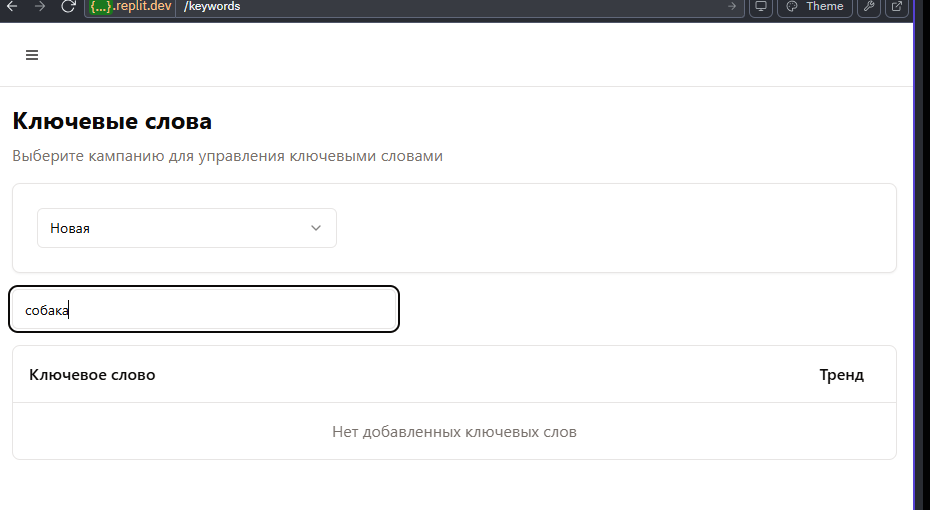 {...}.replit.dev /keywords Theme
Ключевые слова
Выберите кампанию для управления ключевыми словами
Новая
собака
Ключевое слово Тренд
Нет добавленных ключевых слов